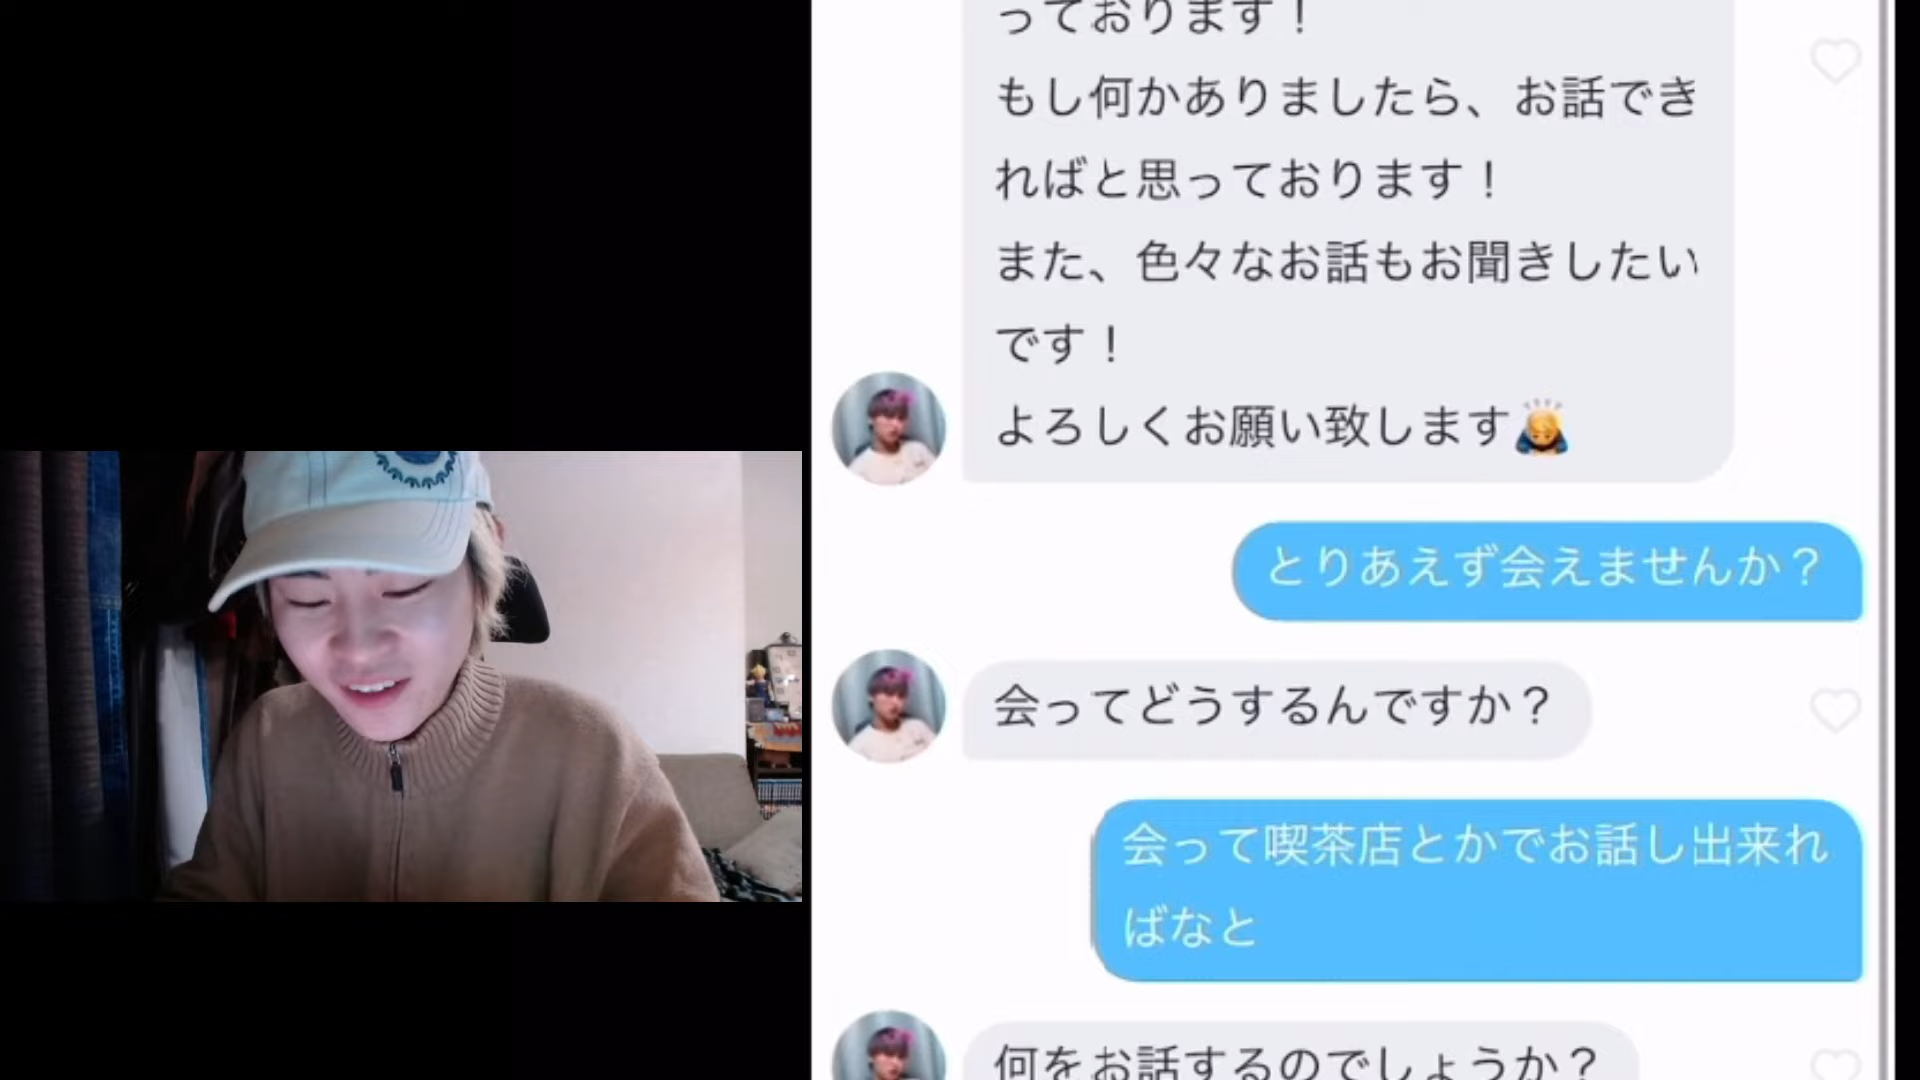 っております！
もし何かありましたら、お話でき
ればと思っております！
また、色々なお話もお聞きしたい
です！
よろしくお願い致します🙇
とりあえず会えませんか？
会ってどうするんですか？
会って喫茶店とかでお話し出来れ
ばなと
何をお話するのでしょうか？